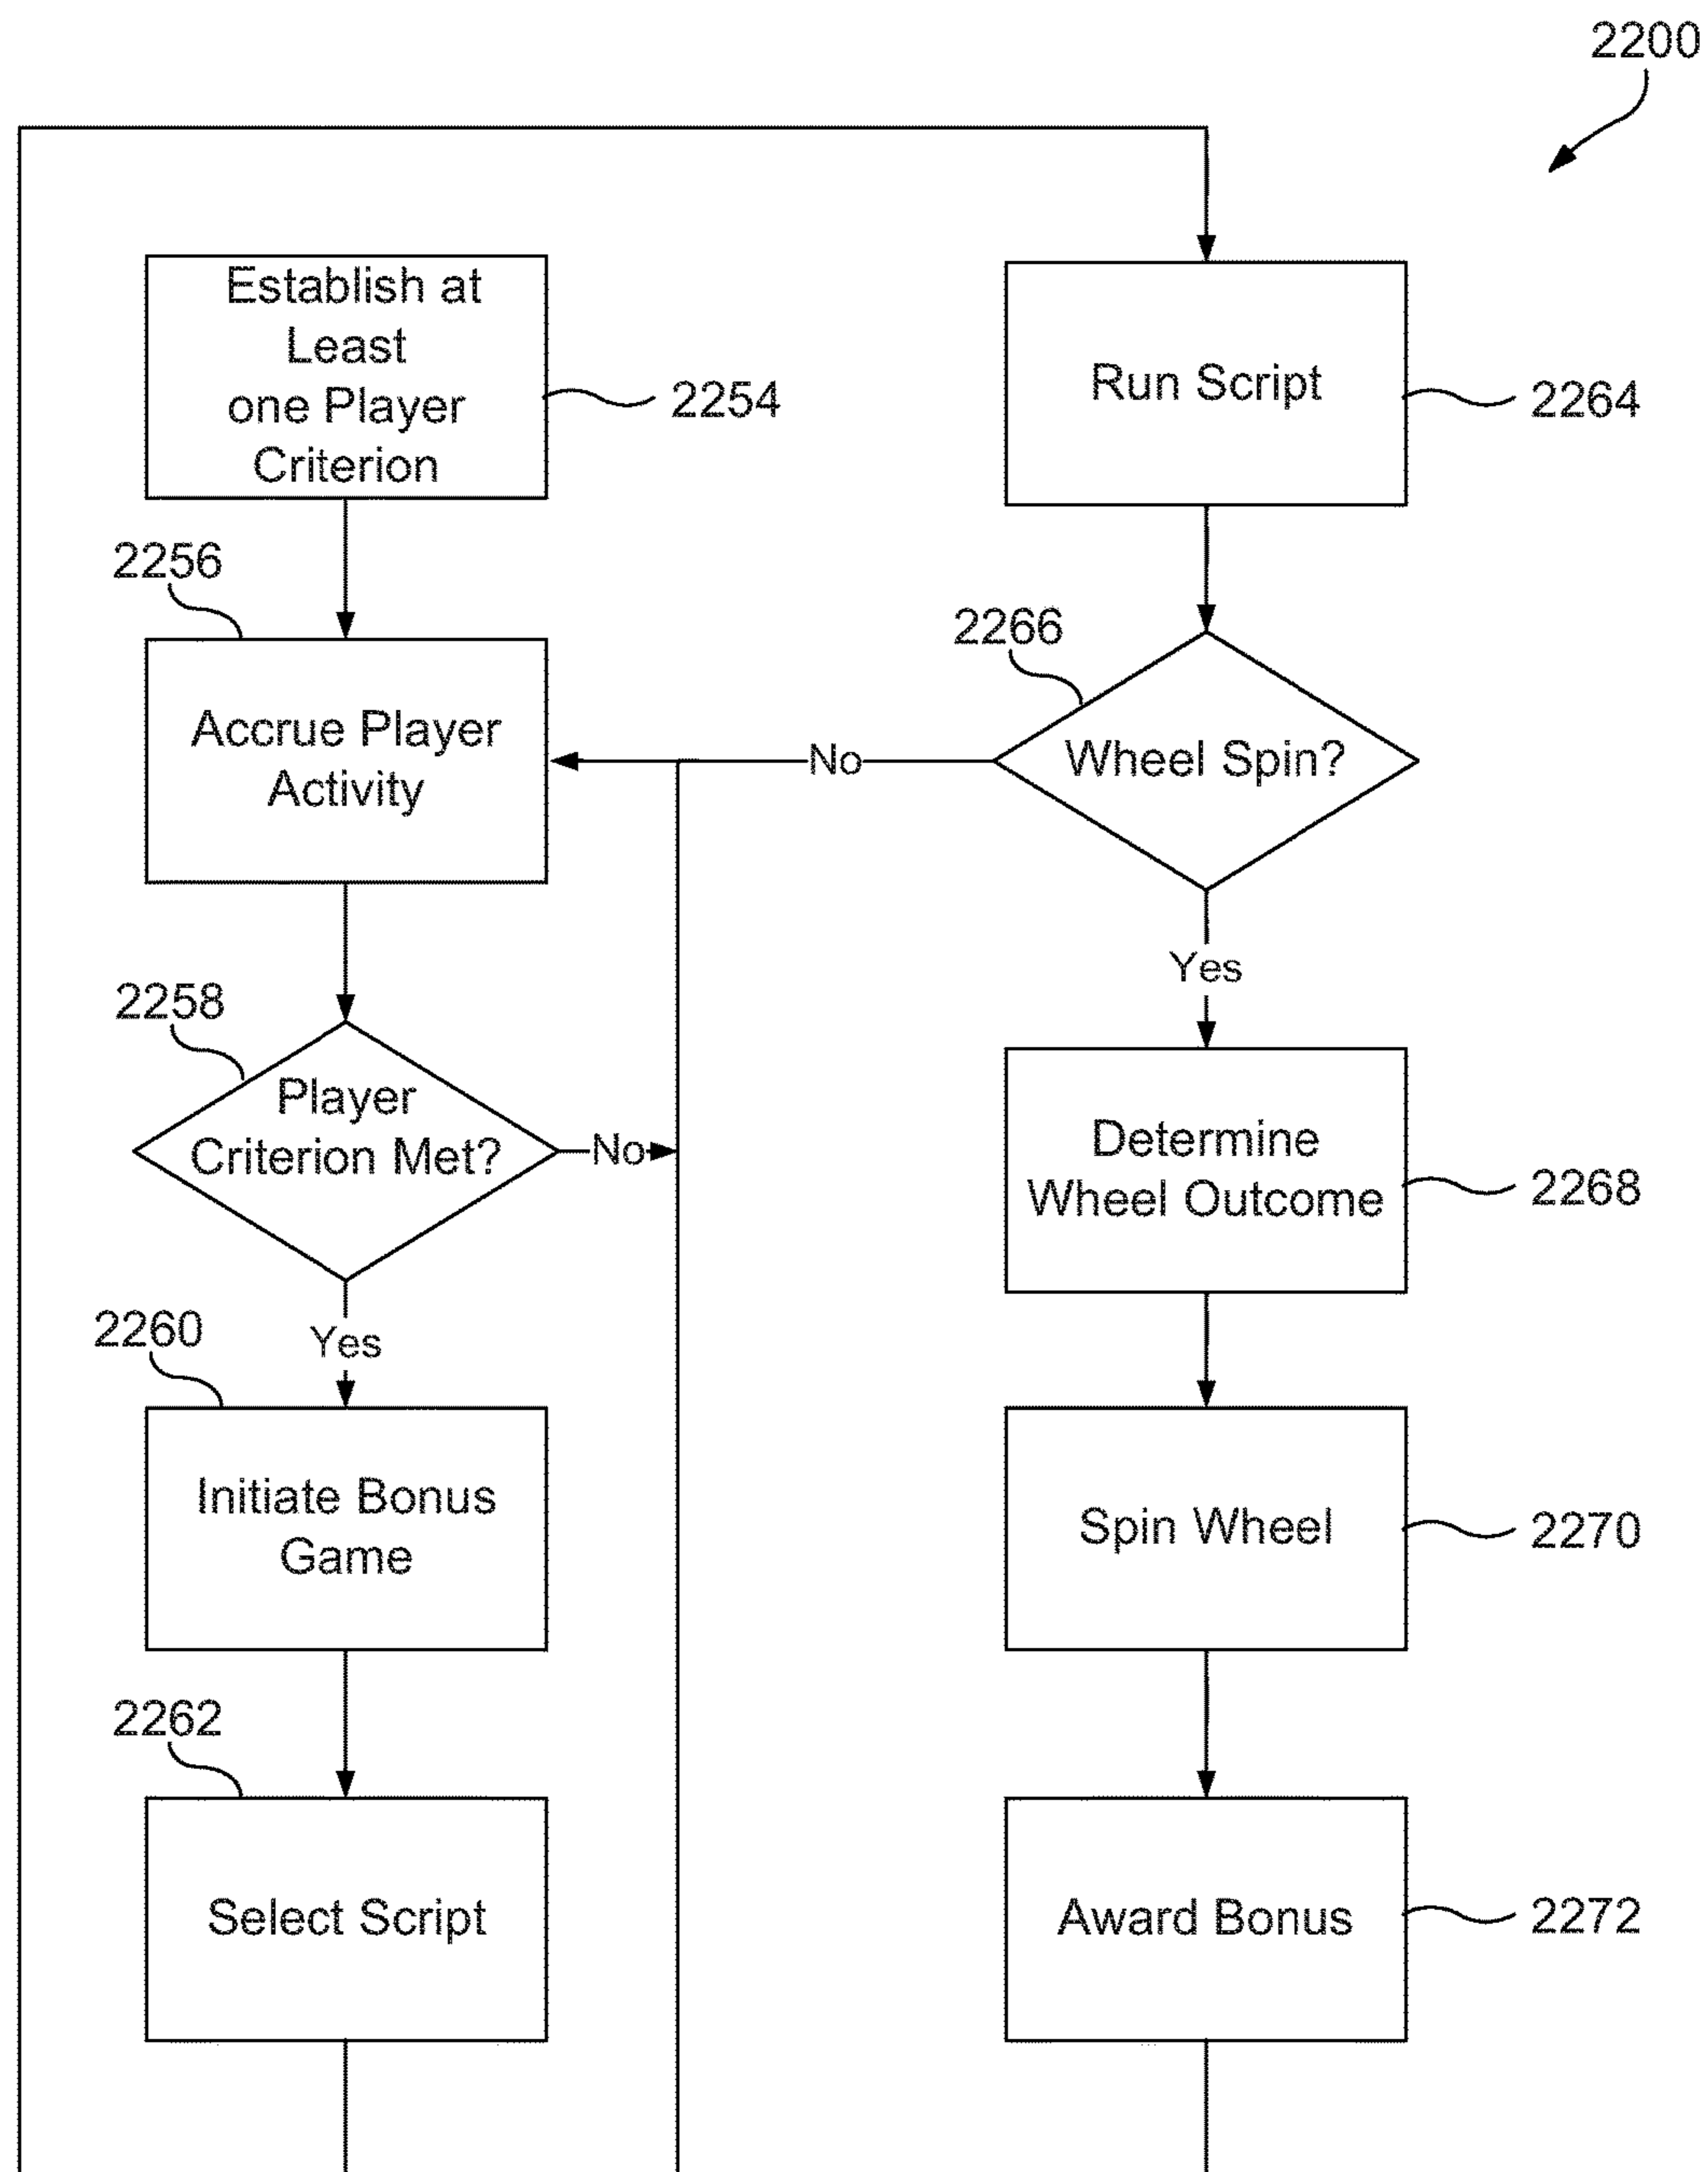 2200
Establish at
Least
one Player
Criterion
2254
2256
Accrue Player
Activity
2258
Player
Criterion Met?
No
Yes
2260
Initiate Bonus
Game
2262
Select Script
Run Script
2264
2266
Wheel Spin?
No
Yes
Determine
Wheel Outcome
2268
Spin Wheel
2270
Award Bonus
2272